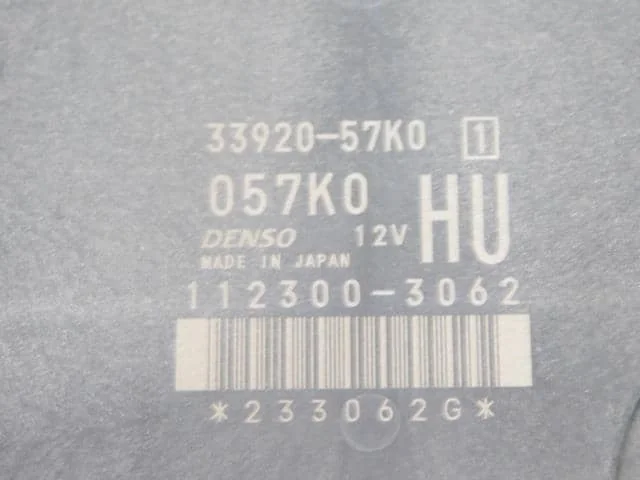 33920-57K0 1
057K0 HU
DENSO 12V
MADE IN JAPAN
112300-3062
*233062G*